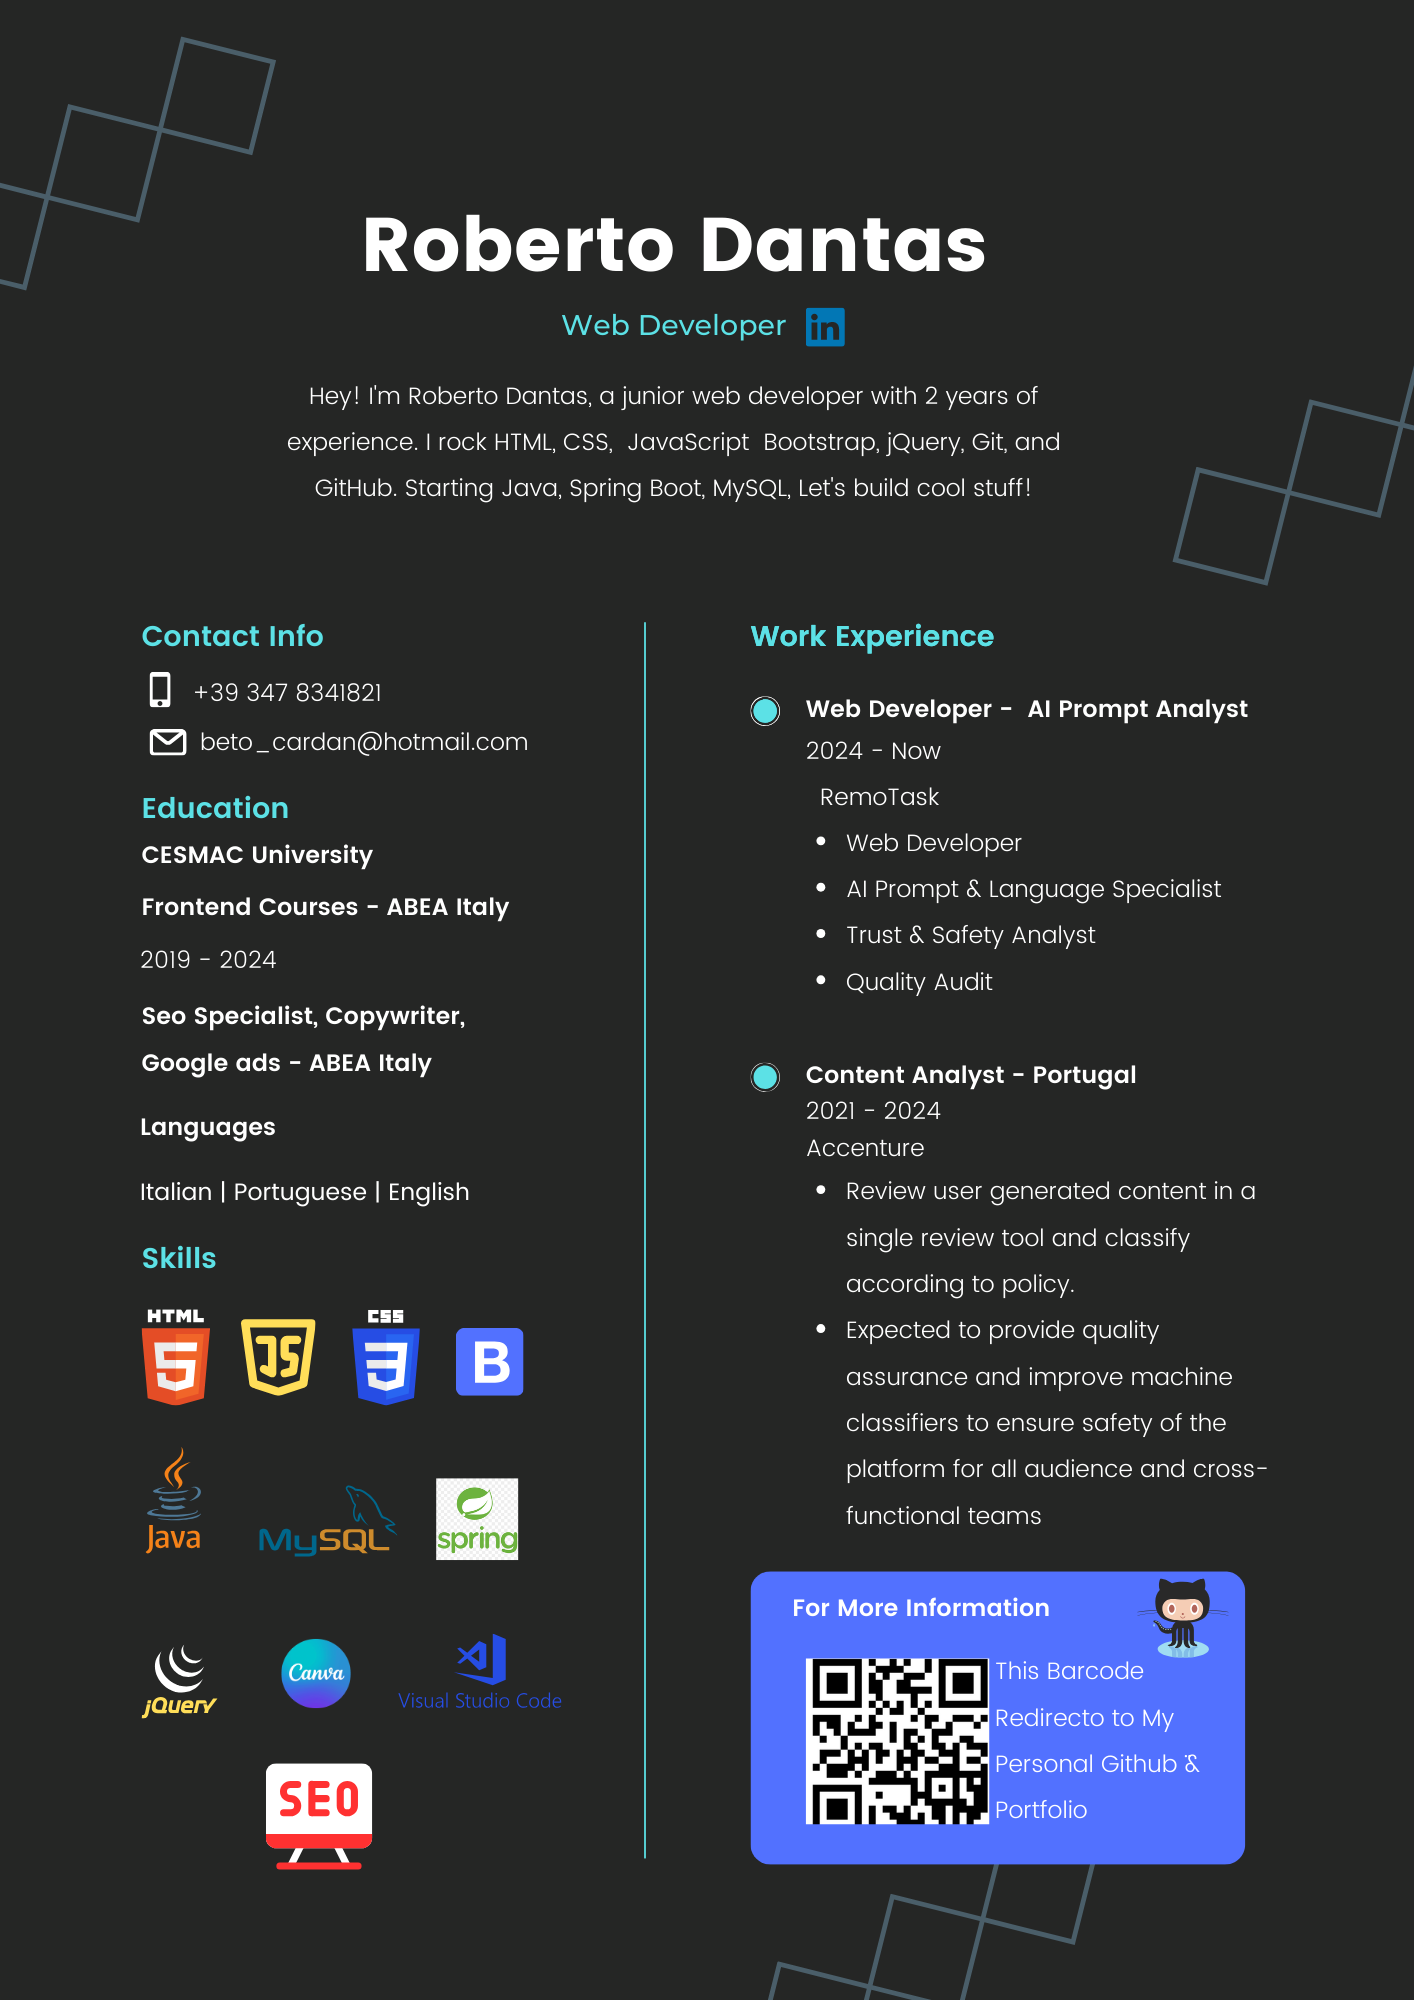 Roberto Dantas
Web Developer in
Hey! I'm Roberto Dantas, a junior web developer with 2 years of
experience. I rock HTML, CSS,  JavaScript  Bootstrap, jQuery, Git, and
GitHub. Starting Java, Spring Boot, MySQL, Let's build cool stuff!
Contact Info
+39 347 8341821
beto_cardan@hotmail.com
Education
CESMAC University
Frontend Courses - ABEA Italy
2019 - 2024
Seo Specialist, Copywriter,
Google ads - ABEA Italy
Languages
Italian | Portuguese | English
Skills
HTML CSS
5 JS 3 B
Java MySQL spring
jQuery Canva Visual Studio Code
SEO
Work Experience
Web Developer -  AI Prompt Analyst
2024 - Now
RemoTask
• Web Developer
• AI Prompt & Language Specialist
• Trust & Safety Analyst
• Quality Audit
Content Analyst - Portugal
2021 - 2024
Accenture
• Review user generated content in a
single review tool and classify
according to policy.
• Expected to provide quality
assurance and improve machine
classifiers to ensure safety of the
platform for all audience and cross-
functional teams
For More Information
This Barcode
Redirecto to My
Personal Github &
Portfolio